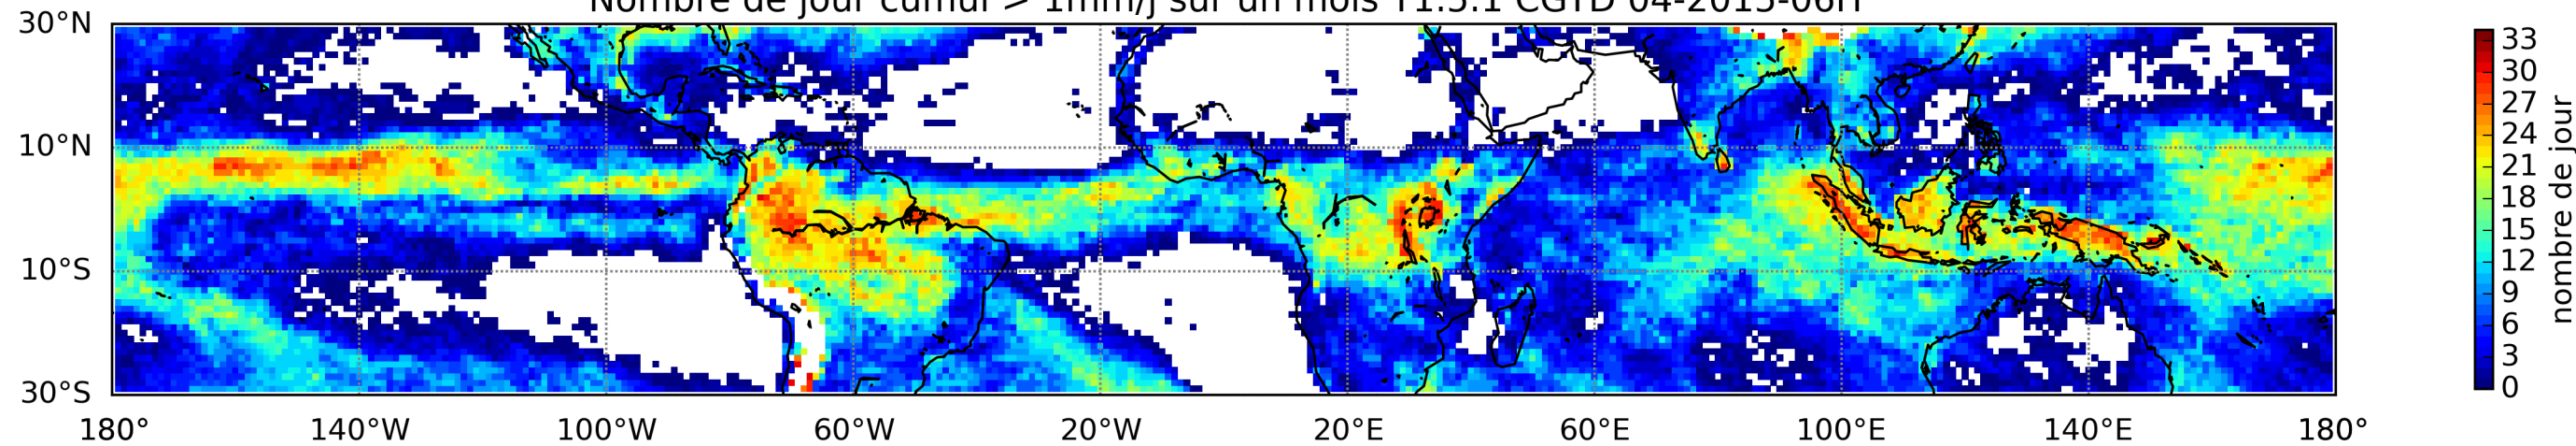 Nombre de jour cumul > 1mm/j sur un mois T1.5.1 CGTD 04-2015-06H
30°N
10°N
10°S
30°S
180° 140°W 100°W 60°W 20°W 20°E 60°E 100°E 140°E 180°
33
30
27
24
21
18
15
12
9
6
3
0
nombre de jour